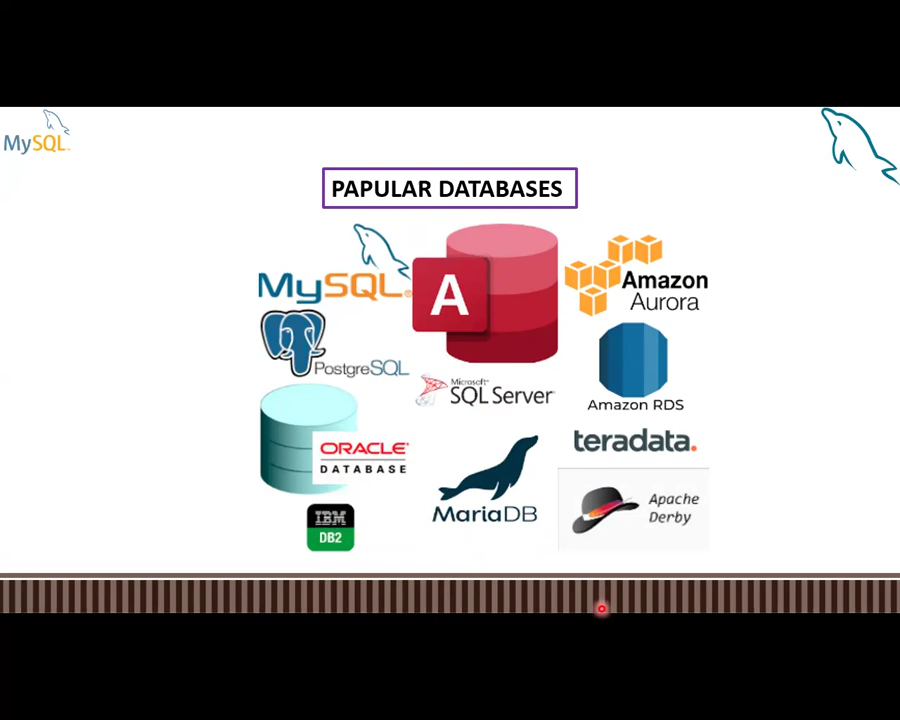 MySQL
PAPULAR DATABASES
MySQL®
A
Amazon
Aurora
PostgreSQL
Microsoft®
SQL Server
Amazon RDS
ORACLE®
DATABASE
teradata.
MariaDB
Apache
Derby
IBM
DB2